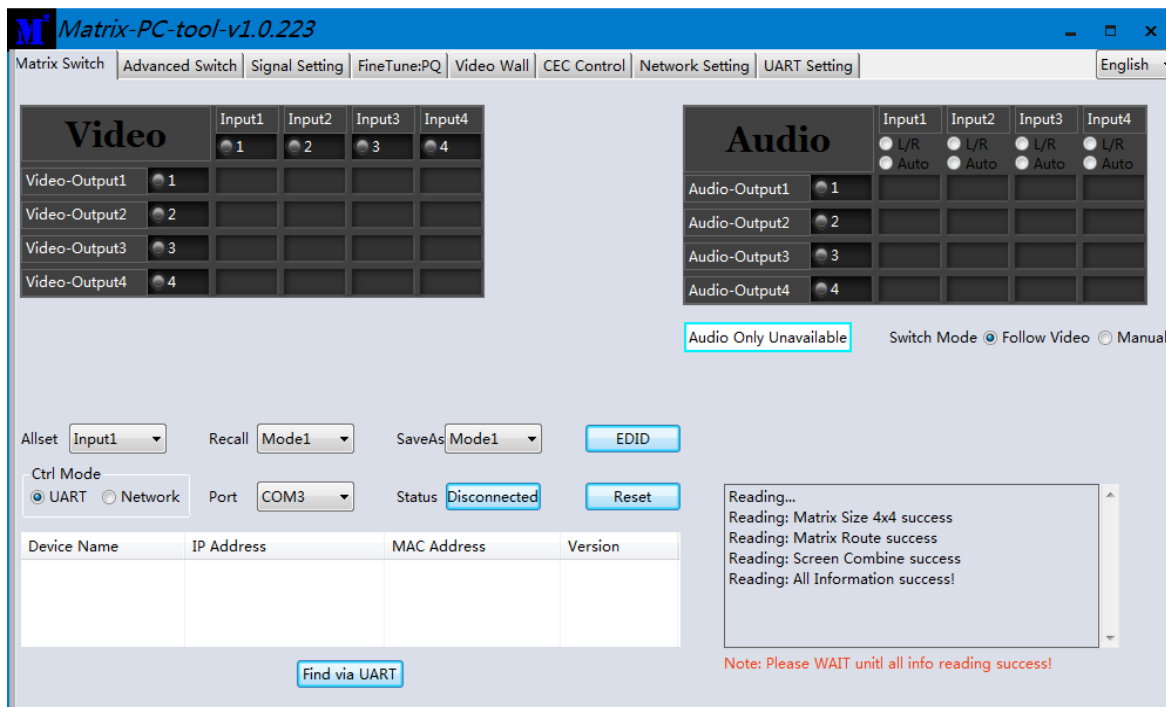 M² Matrix-PC-tool-v1.0.223
Matrix Switch Advanced Switch Signal Setting FineTune:PQ Video Wall CEC Control Network Setting UART Setting English
Video Input1 Input2 Input3 Input4
1 2 3 4
Video-Output1 1
Video-Output2 2
Video-Output3 3
Video-Output4 4
Audio Input1 Input2 Input3 Input4
L/R L/R L/R L/R
Auto Auto Auto Auto
Audio-Output1 1
Audio-Output2 2
Audio-Output3 3
Audio-Output4 4
Audio Only Unavailable Switch Mode Follow Video Manual
Allset Input1 Recall Mode1 SaveAs Mode1 EDID
Ctrl Mode
UART Network Port COM3 Status Disconnected Reset
Device Name IP Address MAC Address Version
Find via UART
Reading...
Reading: Matrix Size 4x4 success
Reading: Matrix Route success
Reading: Screen Combine success
Reading: All Information success!
Note: Please WAIT unitl all info reading success!